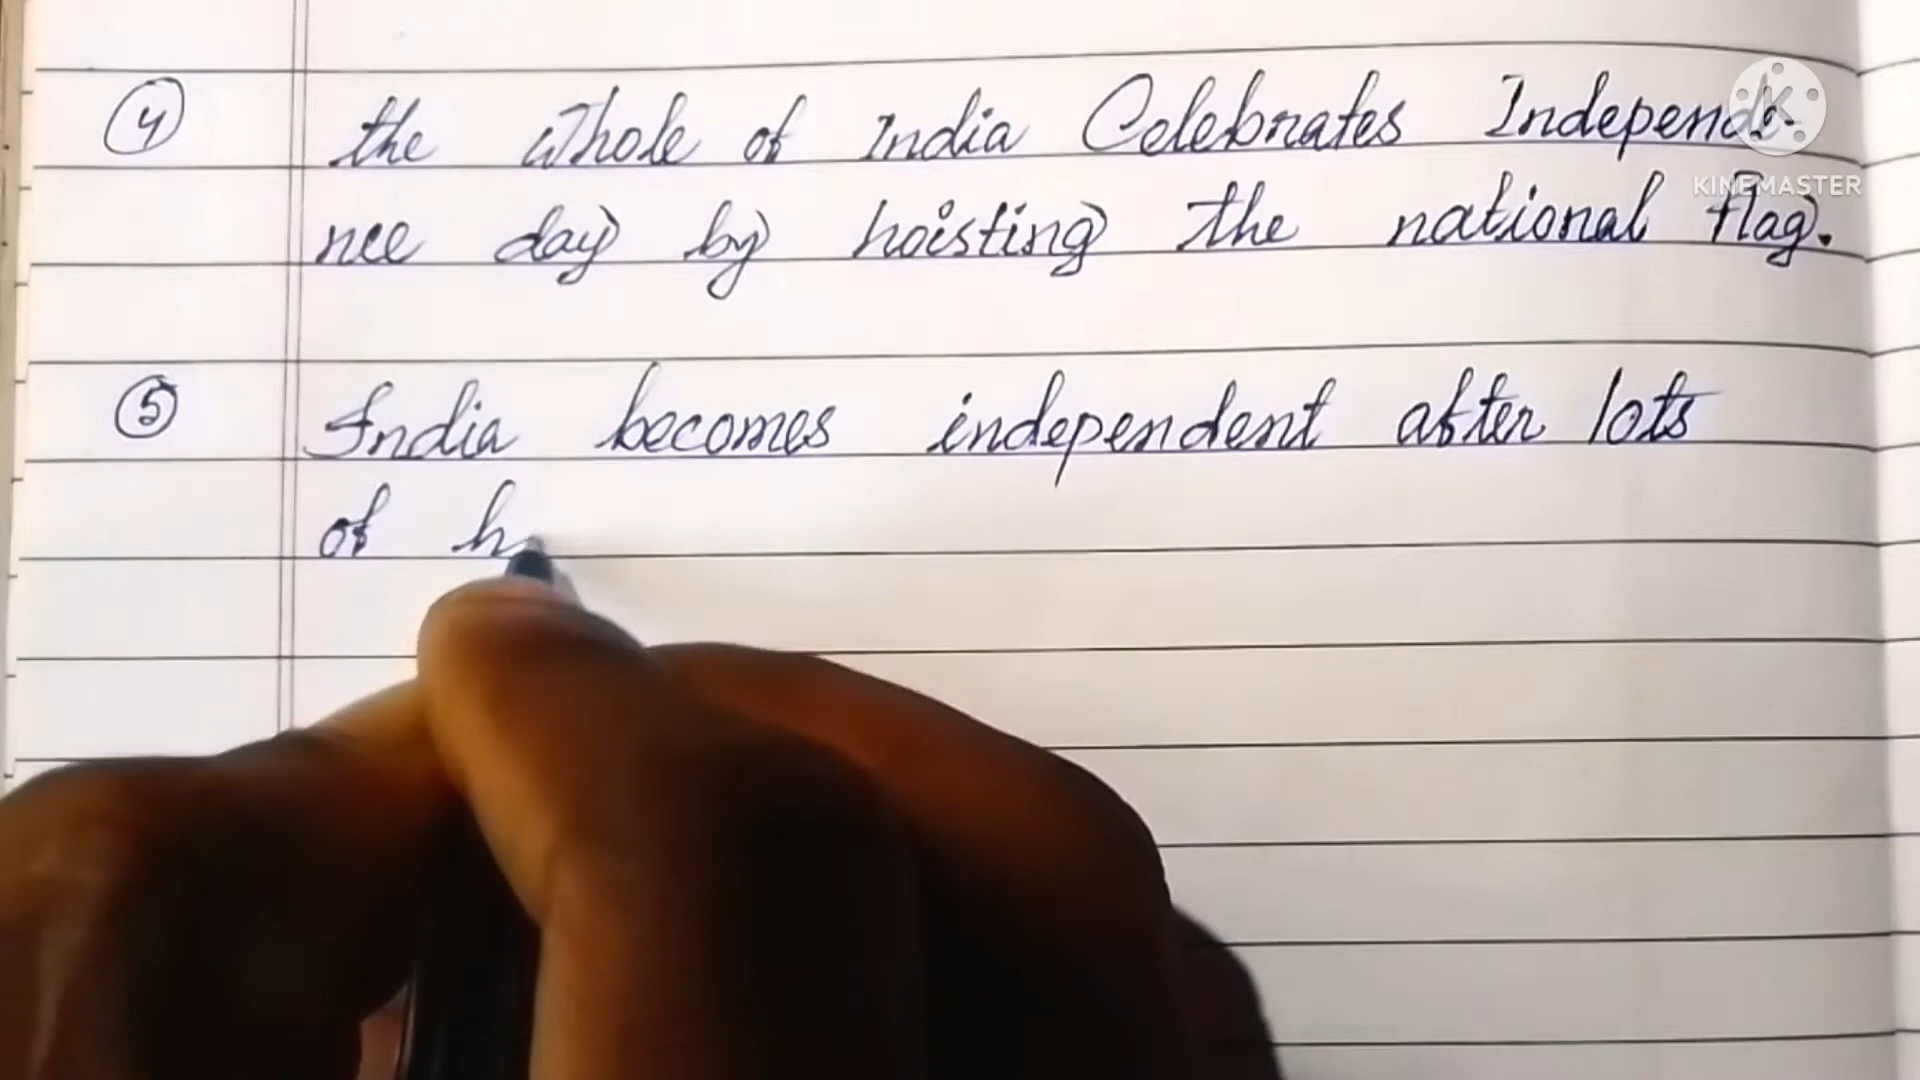 4 the whole of India Celebrates Independe-
nce day by hoisting the national flag.
5 India becomes independent after lots
of
KINEMASTER